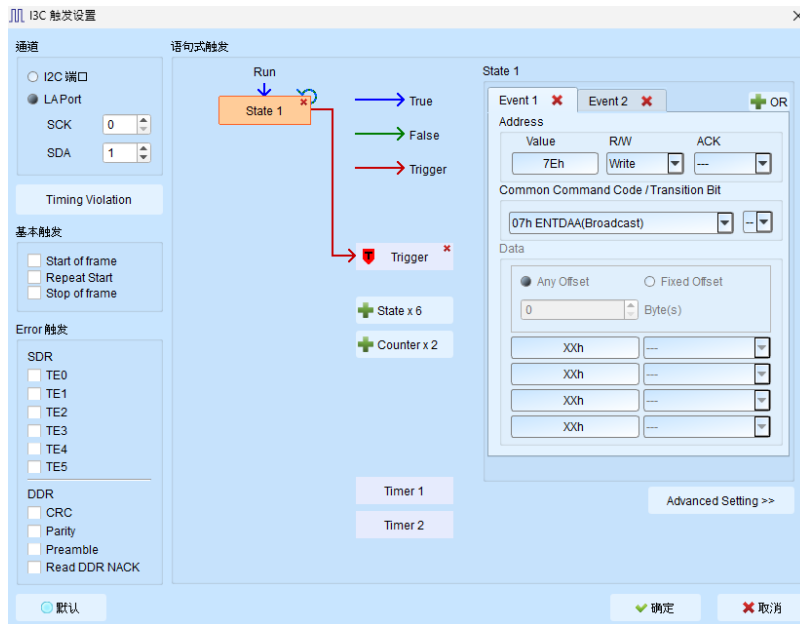 I3C 触发设置
通道
I2C 端口
LA Port
SCK 0
SDA 1
Timing Violation
基本触发
Start of frame
Repeat Start
Stop of frame
Error 触发
SDR
TE0
TE1
TE2
TE3
TE4
TE5
DDR
CRC
Parity
Preamble
Read DDR NACK
默认
语句式触发
Run
State 1
True
False
Trigger
Trigger
State x 6
Counter x 2
Timer 1
Timer 2
State 1
Event 1 Event 2 OR
Address
Value R/W ACK
7Eh Write ---
Common Command Code / Transition Bit
07h ENTDAA(Broadcast) --
Data
Any Offset Fixed Offset
0 Byte(s)
XXh ---
XXh ---
XXh ---
XXh ---
Advanced Setting >>
确定 取消